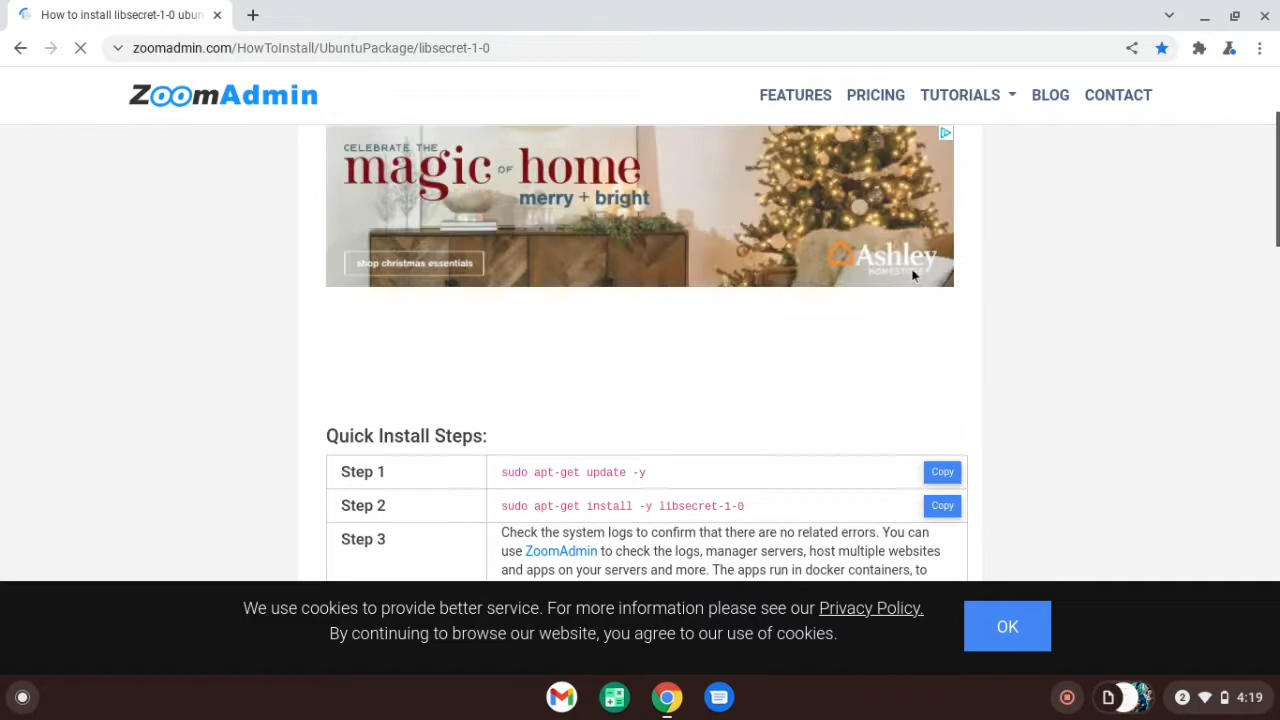 How to install libsecret-1-0 ubun
zoomadmin.com/HowToInstall/UbuntuPackage/libsecret-1-0
ZoomAdmin
FEATURES
PRICING
TUTORIALS
BLOG
CONTACT
CELEBRATE THE
magic OF home
merry + bright
shop christmas essentials
Ashley
HOMESTORE
Quick Install Steps:
Step 1
sudo apt-get update -y
Copy
Step 2
sudo apt-get install -y libsecret-1-0
Copy
Step 3
Check the system logs to confirm that there are no related errors. You can
use ZoomAdmin to check the logs, manager servers, host multiple websites
and apps on your servers and more. The apps run in docker containers, to
We use cookies to provide better service. For more information please see our Privacy Policy.
By continuing to browse our website, you agree to our use of cookies.
OK
2
4:19